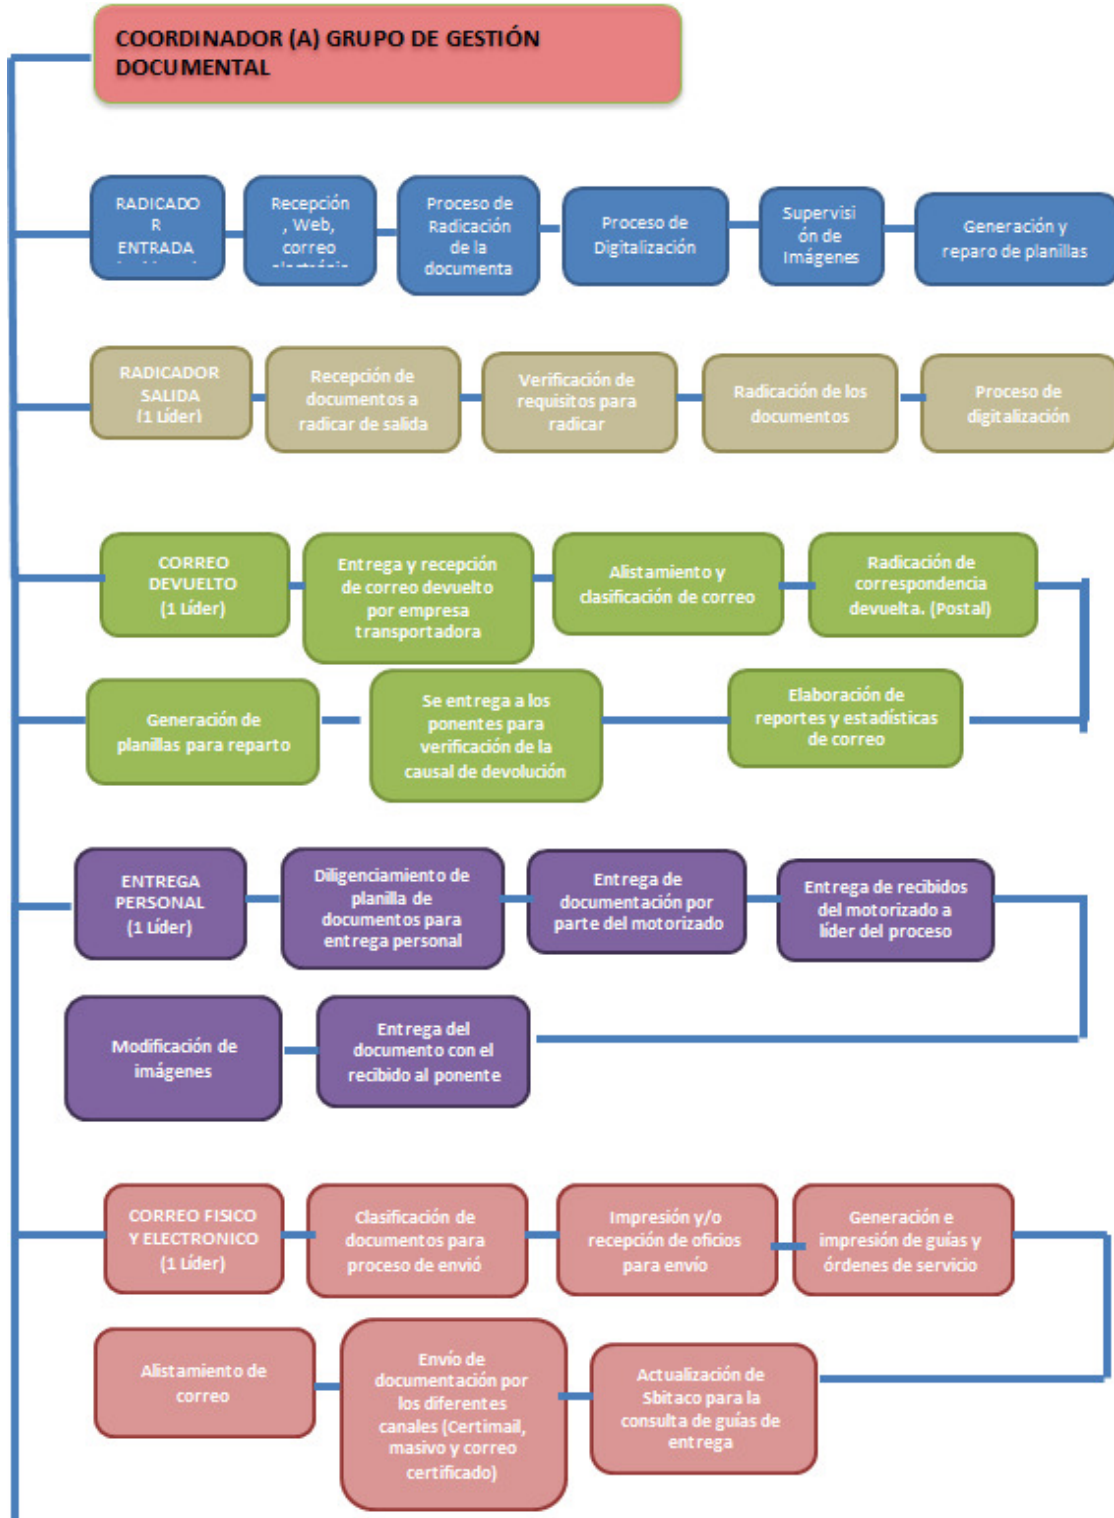 COORDINADOR (A) GRUPO DE GESTIÓN
DOCUMENTAL
RADICADO
R
ENTRADA
Recepción
, Web,
correo
Proceso de
Radicación
de la
documenta
Proceso de
Digitalización
Supervisi
ón de
Imágenes
Generación y
reparo de planillas
RADICADOR
SALIDA
(1 Líder)
Recepción de
documentos a
radicar de salida
Verificación de
requisitos para
radicar
Radicación de los
documentos
Proceso de
digitalización
CORREO
DEVUELTO
(1 Líder)
Entrega y recepción
de correo devuelto
por empresa
transportadora
Alistamiento y
clasificación de correo
Radicación de
correspondencia
devuelta. (Postal)
Generación de
planillas para reparto
Se entrega a los
ponentes para
verificación de la
causal de devolución
Elaboración de
reportes y estadísticas
de correo
ENTREGA
PERSONAL
(1 Líder)
Diligenciamiento de
planilla de
documentos para
entrega personal
Entrega de
documentación por
parte del motorizado
Entrega de recibidos
del motorizado a
líder del proceso
Modificación de
imágenes
Entrega del
documento con el
recibido al ponente
CORREO FISICO
Y ELECTRONICO
(1 Líder)
Clasificación de
documentos para
proceso de envió
Impresión y/o
recepción de oficios
para envío
Generación e
impresión de guías y
órdenes de servicio
Alistamiento de
correo
Envío de
documentación por
los diferentes
canales (Certimail,
masivo y correo
certificado)
Actualización de
Sbitaco para la
consulta de guías de
entrega